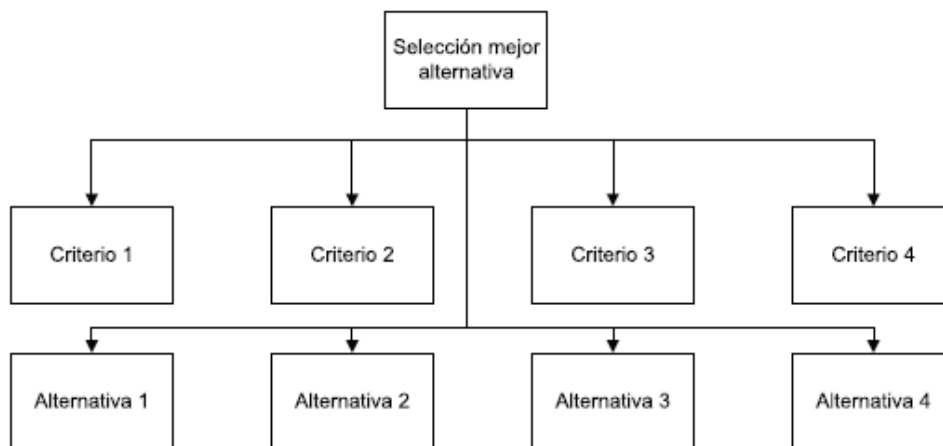 Selección mejor
alternativa
Criterio 1
Criterio 2
Criterio 3
Criterio 4
Alternativa 1
Alternativa 2
Alternativa 3
Alternativa 4